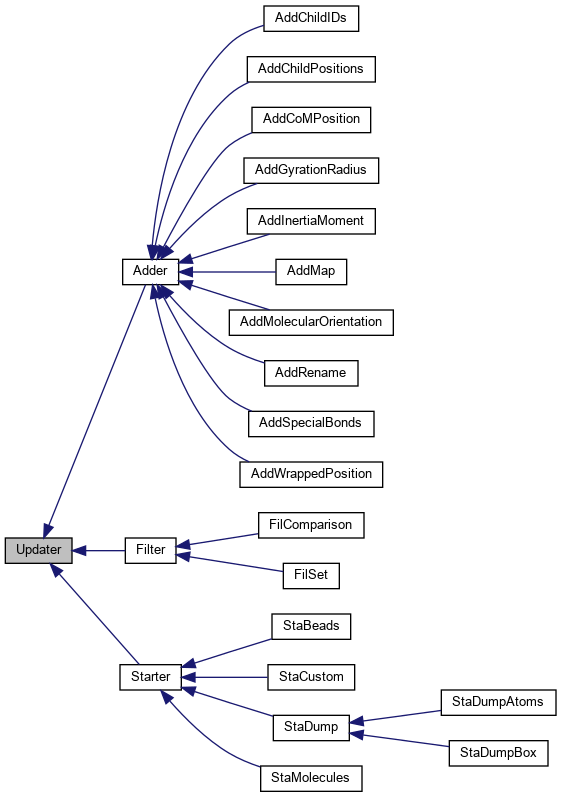 AddChildIDs
AddChildPositions
AddCoMPosition
AddGyrationRadius
AddInertiaMoment
Adder
AddMap
AddMolecularOrientation
AddRename
AddSpecialBonds
AddWrappedPosition
FilComparison
Updater
Filter
FilSet
StaBeads
Starter
StaCustom
StaDumpAtoms
StaDump
StaDumpBox
StaMolecules